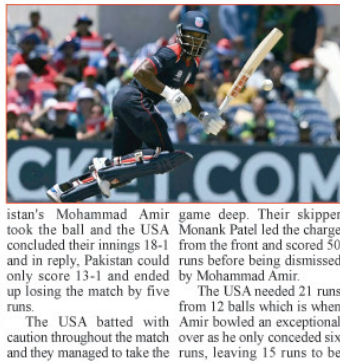 CKET.COM
istan's Mohammad Amir
took the ball and the USA
concluded their innings 18-1
and in reply, Pakistan could
only score 13-1 and ended
up losing the match by five
runs.
The USA batted with
caution throughout the match
and they managed to take the
game deep. Their skipper
Monank Patel led the charge
from the front and scored 50
runs before being dismissed
by Mohammad Amir.
The USA needed 21 runs
from 12 balls which is when
Amir bowled an exceptional
over as he only conceded six
runs, leaving 15 runs to be